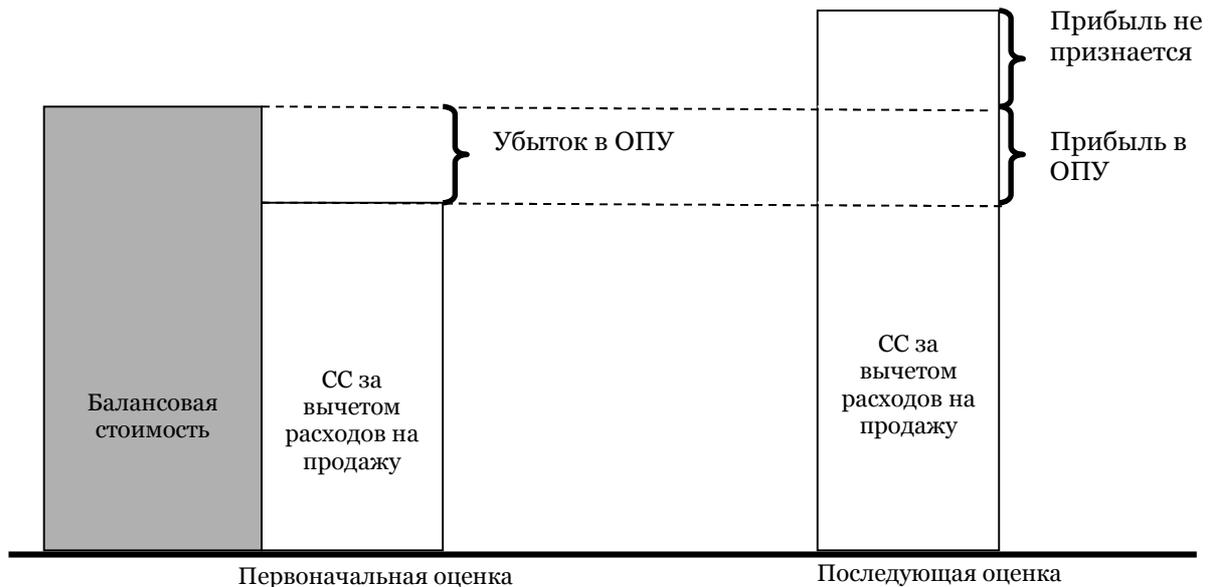 Прибыль не
признается
Убыток в ОПУ
Прибыль в
ОПУ
Балансовая
стоимость
СС за
вычетом
расходов на
продажу
СС за
вычетом
расходов на
продажу
Первоначальная оценка
Последующая оценка